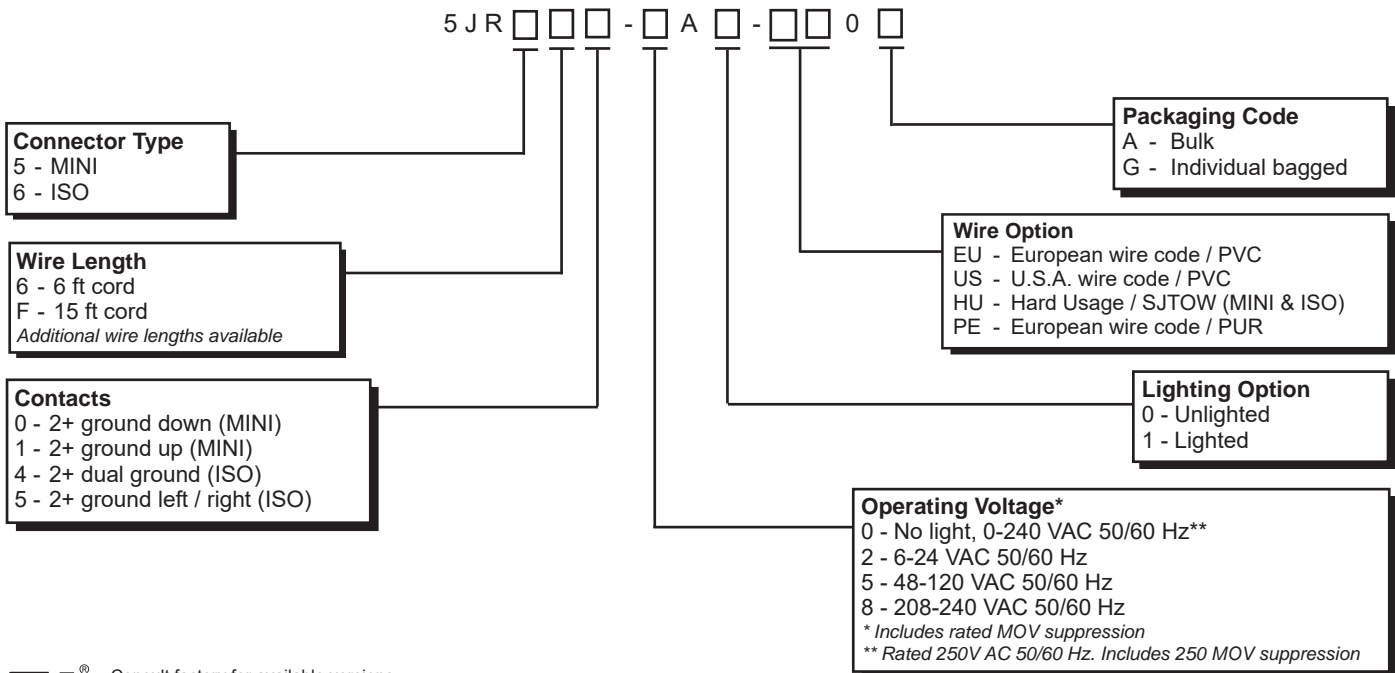 5 J R □ □ □ - □ A □ - □ □ 0 □
Connector Type
5 - MINI
6 - ISO
Wire Length
6 - 6 ft cord
F - 15 ft cord
Additional wire lengths available
Contacts
0 - 2+ ground down (MINI)
1 - 2+ ground up (MINI)
4 - 2+ dual ground (ISO)
5 - 2+ ground left / right (ISO)
Packaging Code
A - Bulk
G - Individual bagged
Wire Option
EU - European wire code / PVC
US - U.S.A. wire code / PVC
HU - Hard Usage / SJTOW (MINI & ISO)
PE - European wire code / PUR
Lighting Option
0 - Unlighted
1 - Lighted
Operating Voltage*
0 - No light, 0-240 VAC 50/60 Hz**
2 - 6-24 VAC 50/60 Hz
5 - 48-120 VAC 50/60 Hz
8 - 208-240 VAC 50/60 Hz
* Includes rated MOV suppression
** Rated 250V AC 50/60 Hz. Includes 250 MOV suppression